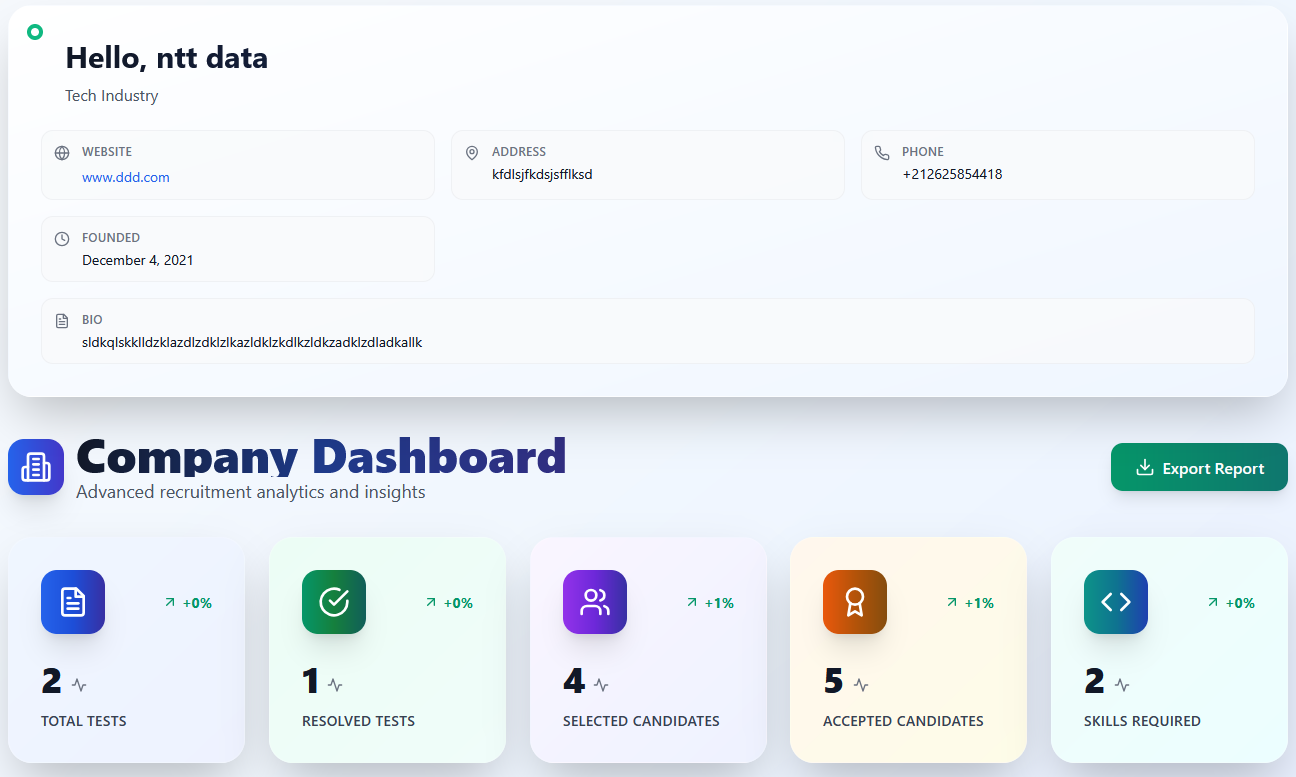 Hello, ntt data
Tech Industry
WEBSITE
www.ddd.com
ADDRESS
kfdlsjfkdsjsfflksd
PHONE
+212625854418
FOUNDED
December 4, 2021
BIO
sldkqlskklldzklazdlzdklzlkazldklzkdlkzldkzadklzdladkallk
Company Dashboard
Advanced recruitment analytics and insights
Export Report
+0%
2
TOTAL TESTS
+0%
1
RESOLVED TESTS
+1%
4
SELECTED CANDIDATES
+1%
5
ACCEPTED CANDIDATES
+0%
2
SKILLS REQUIRED